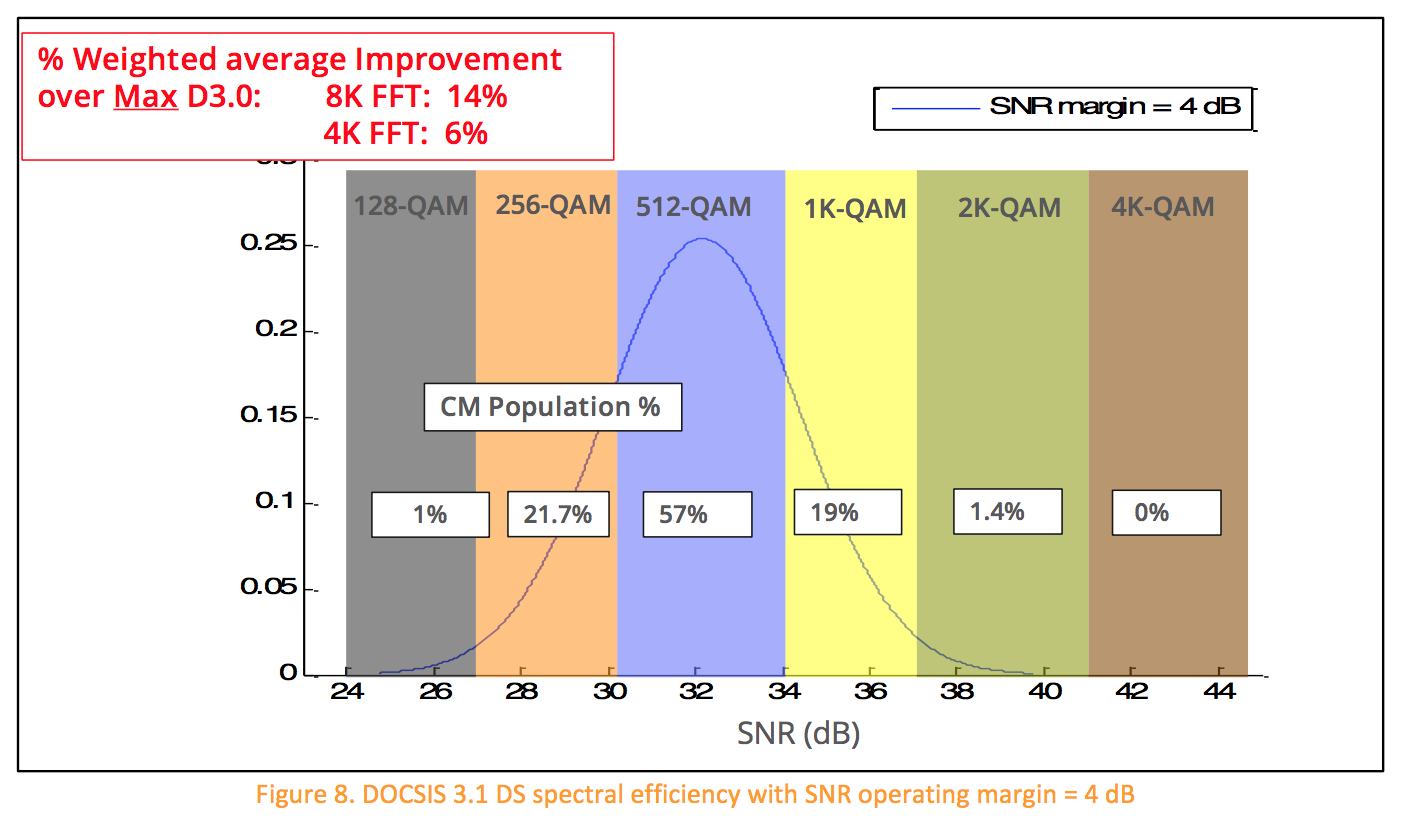 % Weighted average Improvement
over Max D3.0: 8K FFT: 14%
4K FFT: 6%
SNR margin = 4 dB
128-QAM 256-QAM 512-QAM 1K-QAM 2K-QAM 4K-QAM
0.25
0.2
0.15
0.1
0.05
0
CM Population %
1% 21.7% 57% 19% 1.4% 0%
24 26 28 30 32 34 36 38 40 42 44
SNR (dB)
Figure 8. DOCSIS 3.1 DS spectral efficiency with SNR operating margin = 4 dB